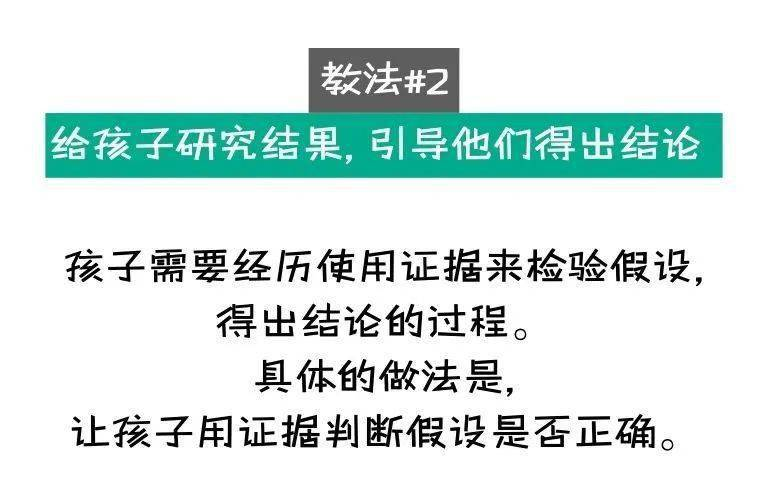 教法#2
给孩子研究结果, 引导他们得出结论
孩子需要经历使用证据来检验假设,
得出结论的过程。
具体的做法是,
让孩子用证据判断假设是否正确。